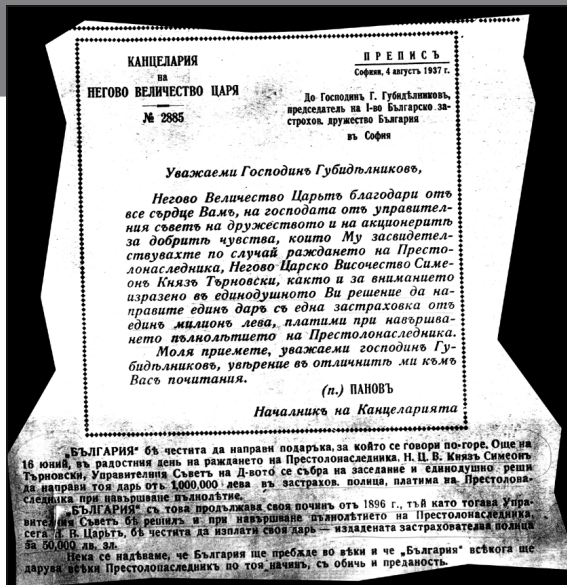 КАНЦЕЛАРИЯ
на
НЕГОВО ВЕЛИЧЕСТВО ЦАРЯ
№ 2885
ПРЕПИСЪ
София, 4 августъ 1937 г.
До Господинъ Г. Губидѣлниковъ,
председатель на I-во Българско за-
страхов. дружество България
въ София
Уважаеми Господинъ Губидѣлниковъ,
Негово Величество Царьтъ благодари отъ
все сърдце Вамъ, на господата отъ управител-
ния съветъ на дружеството и на акционеритѣ
за добритѣ чувства, които Му засвидетел-
ствувахте по случай раждането на Престо-
лонаследника, Негово Царско Височество Симе-
онъ Князъ Търновски, както и за вниманието
изразено въ единодушното Ви решение да на-
правите единъ даръ съ една застраховка отъ
единъ милионъ лева, платими при навършва-
нето пълнолѣтието на Престолонаследника.
Моля приемете, уважаеми господинъ Гу-
бидѣлниковъ, увѣрение въ отличнитѣ ми къмъ
Васъ почитания.
(п.) ПАНОВЪ
Началникъ на Канцеларията
„БЪЛГАРИЯ" бѣ честита да направи подаръка, за който се говори по-горе. Още на
16 юний, въ радостния день на раждането на Престолонаследника, Н. Ц. В. Князъ Симеонъ
Търновски, Управителния Съветъ на Д-вото се събра на заседание и единодушно реши
да направи тоя даръ отъ 1,000,000 лева въ застрахов. полица, платима на Престолона-
следника при навършване пълнолѣтие.
„БЪЛГАРИЯ" съ това продължава своя починъ отъ 1896 г., тъй като тогава Упра-
вителния Съветъ бѣ решилъ и при навършване пълнолѣтието на Престолонаследника,
сега Н. В. Царьтъ, бѣ честита да изплати своя даръ — издадената застрахователна полица
за 50,000 лв. зл.
Нека се надѣваме, че България ще пребѫде во вѣки и че „България" всѣкога ще
дарува всѣки Престолонаследникъ по тоя начинъ, съ обичь и преданость.